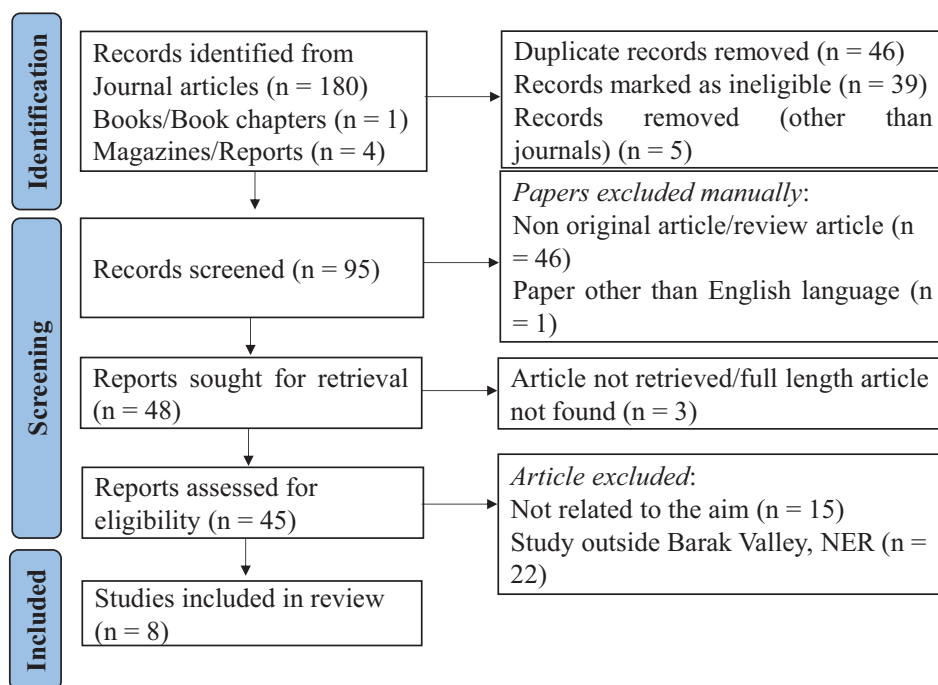 Identification
Records identified from
Journal articles (n = 180)
Books/Book chapters (n = 1)
Magazines/Reports (n = 4)
Duplicate records removed (n = 46)
Records marked as ineligible (n = 39)
Records removed (other than
journals) (n = 5)
Screening
Records screened (n = 95)
Papers excluded manually:
Non original article/review article (n
= 46)
Paper other than English language (n
= 1)
Reports sought for retrieval
(n = 48)
Article not retrieved/full length article
not found (n = 3)
Reports assessed for
eligibility (n = 45)
Article excluded:
Not related to the aim (n = 15)
Study outside Barak Valley, NER (n =
22)
Included
Studies included in review
(n = 8)